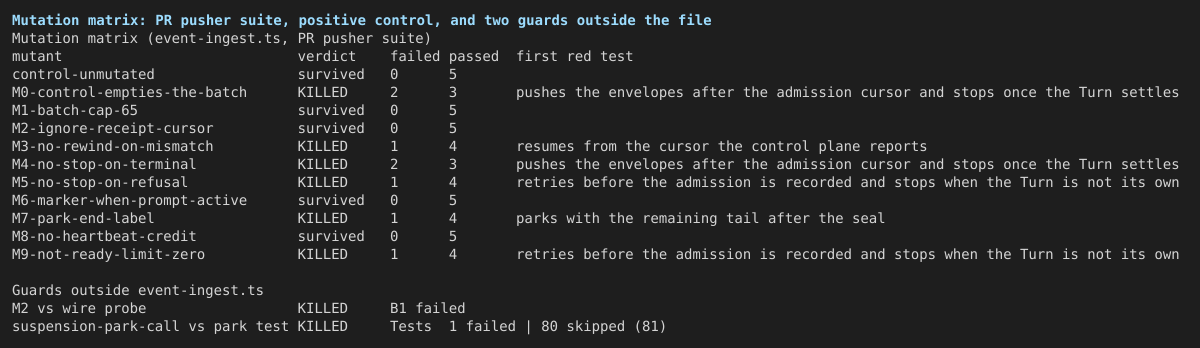 Mutation matrix: PR pusher suite, positive control, and two guards outside the file
Mutation matrix (event-ingest.ts, PR pusher suite)
mutant verdict failed passed first red test
control-unmutated survived 0 5
M0-control-empties-the-batch KILLED 2 3 pushes the envelopes after the admission cursor and stops once the Turn settles
M1-batch-cap-65 survived 0 5
M2-ignore-receipt-cursor survived 0 5
M3-no-rewind-on-mismatch KILLED 1 4 resumes from the cursor the control plane reports
M4-no-stop-on-terminal KILLED 2 3 pushes the envelopes after the admission cursor and stops once the Turn settles
M5-no-stop-on-refusal KILLED 1 4 retries before the admission is recorded and stops when the Turn is not its own
M6-marker-when-prompt-active survived 0 5
M7-park-end-label KILLED 1 4 parks with the remaining tail after the seal
M8-no-heartbeat-credit survived 0 5
M9-not-ready-limit-zero KILLED 1 4 retries before the admission is recorded and stops when the Turn is not its own
Guards outside event-ingest.ts
M2 vs wire probe KILLED B1 failed
suspension-park-call vs park test KILLED Tests 1 failed | 80 skipped (81)